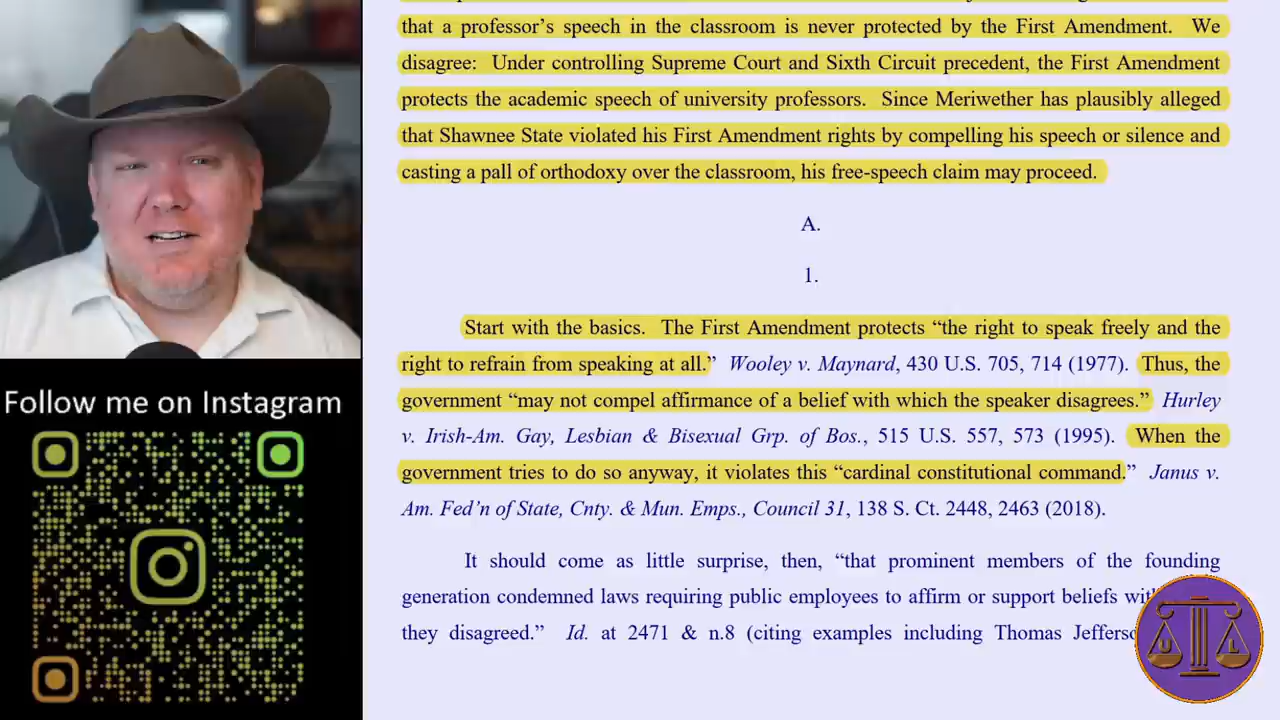 that a professor’s speech in the classroom is never protected by the First Amendment. We
disagree: Under controlling Supreme Court and Sixth Circuit precedent, the First Amendment
protects the academic speech of university professors. Since Meriwether has plausibly alleged
that Shawnee State violated his First Amendment rights by compelling his speech or silence and
casting a pall of orthodoxy over the classroom, his free-speech claim may proceed.
A.
1.
Start with the basics. The First Amendment protects “the right to speak freely and the
right to refrain from speaking at all.” Wooley v. Maynard, 430 U.S. 705, 714 (1977). Thus, the
government “may not compel affirmance of a belief with which the speaker disagrees.” Hurley
v. Irish-Am. Gay, Lesbian & Bisexual Grp. of Bos., 515 U.S. 557, 573 (1995). When the
government tries to do so anyway, it violates this “cardinal constitutional command.” Janus v.
Am. Fed’n of State, Cnty. & Mun. Emps., Council 31, 138 S. Ct. 2448, 2463 (2018).
It should come as little surprise, then, “that prominent members of the founding
generation condemned laws requiring public employees to affirm or support beliefs
they disagreed.” Id. at 2471 & n.8 (citing examples including Thomas
Follow me on Instagram
U L